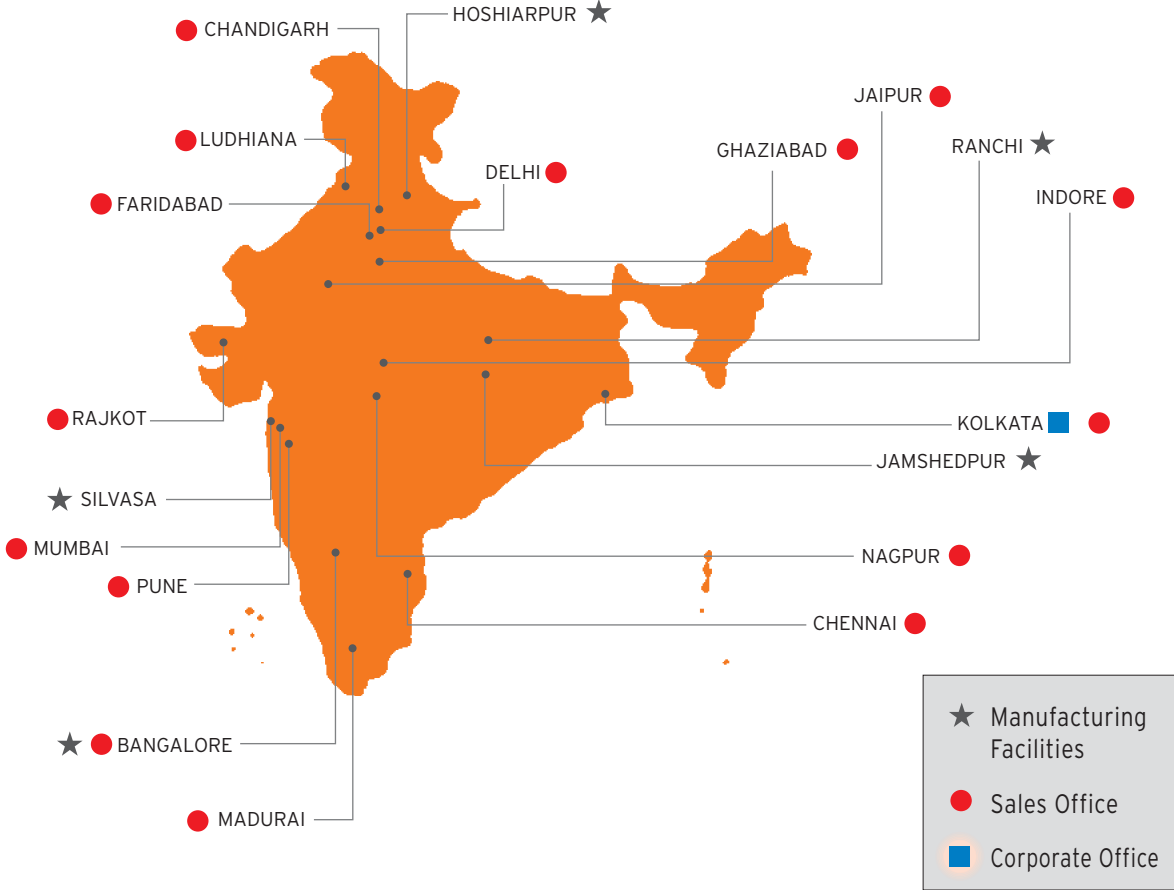 HOSHIARPUR
CHANDIGARH
JAIPUR
LUDHIANA
GHAZIABAD
RANCHI
DELHI
INDORE
FARIDABAD
RAJKOT
KOLKATA
JAMSHEDPUR
SILVASA
MUMBAI
NAGPUR
PUNE
CHENNAI
BANGALORE
MADURAI
Manufacturing
Facilities
Sales Office
Corporate Office